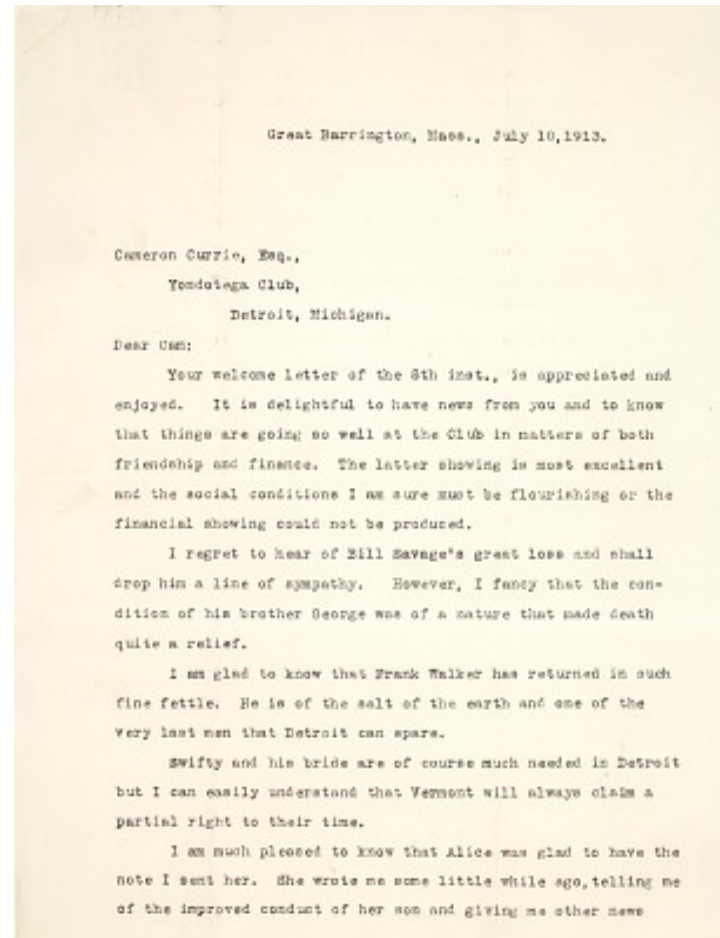 Great Barrington, Mass., July 10,1913.
Cameron Currie, Esq.,
Yondotega Club,
Detroit, Michigan.
Dear Cam:
Your welcome letter of the 8th inst., is appreciated and
enjoyed. It is delightful to have news from you and to know
that things are going so well at the Club in matters of both
friendship and finance. The latter showing is most excellent
and the social conditions I am sure must be flourishing or the
financial showing could not be produced.
I regret to hear of Bill Savage's great loss and shall
drop him a line of sympathy. However, I fancy that the con-
dition of his brother George was of a nature that made death
quite a relief.
I am glad to know that Frank Walker has returned in such
fine fettle. He is of the salt of the earth and one of the
very last men that Detroit can spare.
Swifty and his bride are of course much needed in Detroit
but I can easily understand that Vermont will always claim a
partial right to their time.
I am much pleased to know that Alice was glad to have the
note I sent her. She wrote me some little while ago,telling me
of the improved conduct of her son and giving me other news